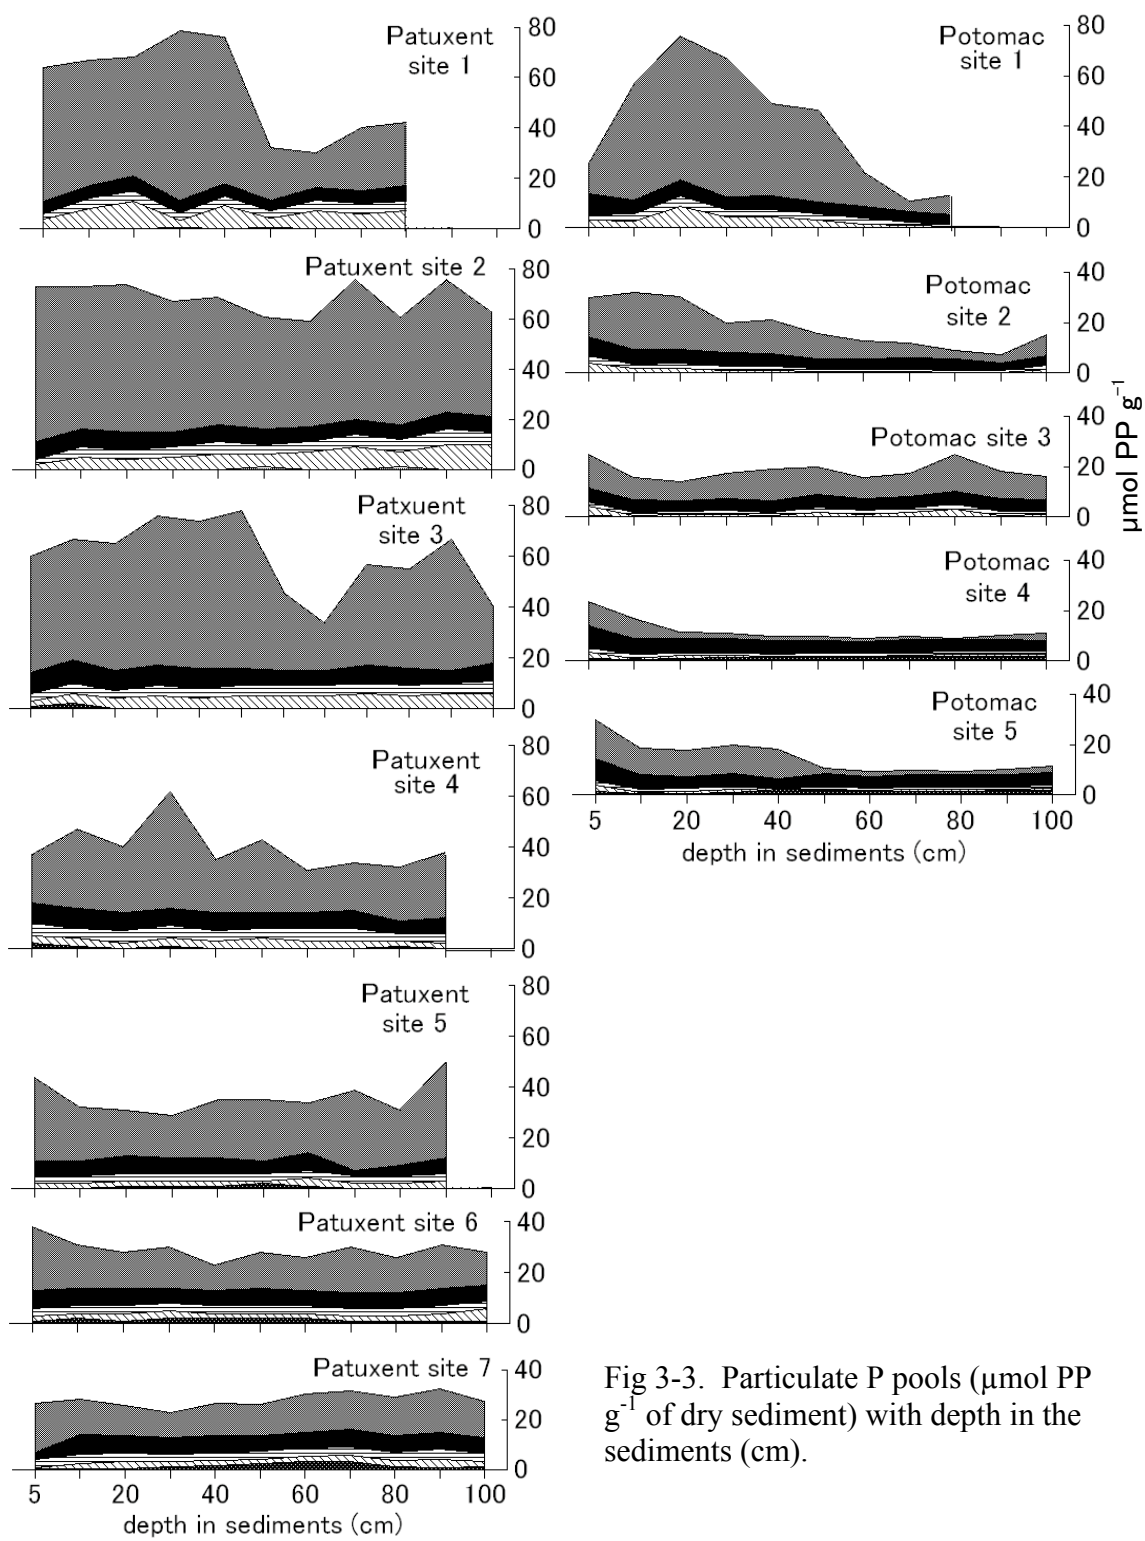 Patuxent
site 1
80
60
40
20
0
Patuxent site 2
80
60
40
20
0
Patxuent
site 3
80
60
40
20
0
Patuxent
site 4
80
60
40
20
0
Patuxent
site 5
80
60
40
20
0
Patuxent site 6
40
20
0
Patuxent site 7
40
20
0
5 20 40 60 80 100
depth in sediments (cm)
Potomac
site 1
80
60
40
20
0
Potomac
site 2
40
20
0
Potomac site 3
40
20
0
Potomac
site 4
40
20
0
Potomac
site 5
40
20
0
5 20 40 60 80 100
depth in sediments (cm)
µmol PP g⁻¹
Fig 3-3. Particulate P pools (µmol PP
g⁻¹ of dry sediment) with depth in the
sediments (cm).